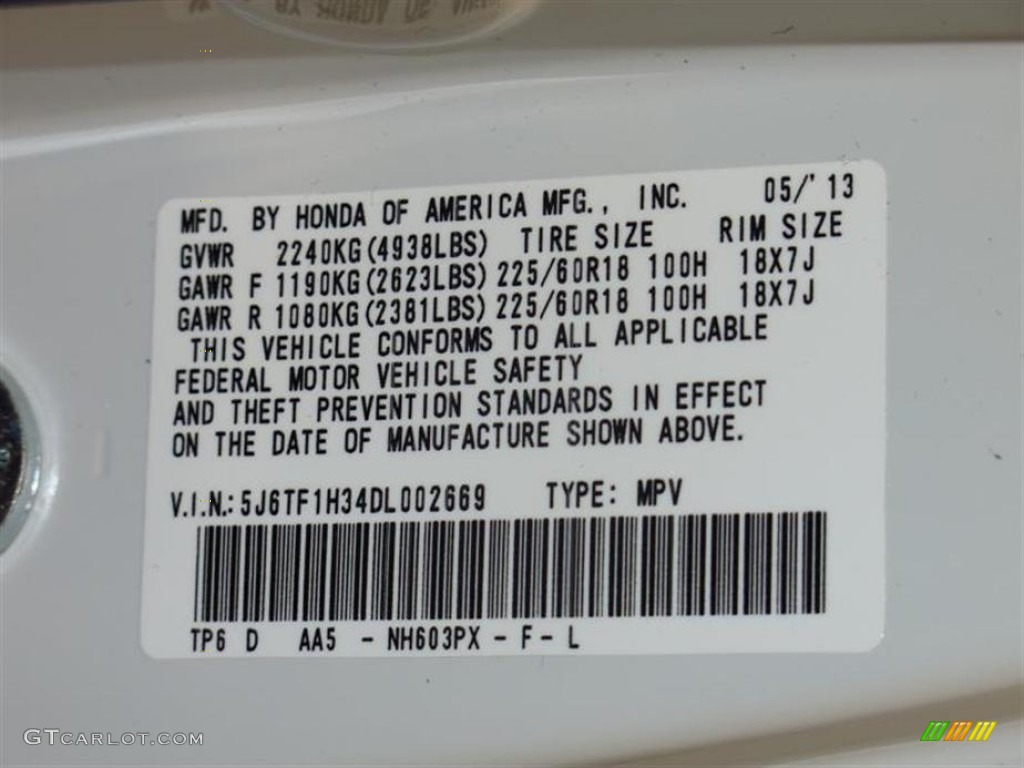 MFD. BY HONDA OF AMERICA MFG., INC. 05/'13
GVWR 2240KG(4938LBS) TIRE SIZE RIM SIZE
GAWR F 1190KG(2623LBS) 225/60R18 100H 18X7J
GAWR R 1080KG(2381LBS) 225/60R18 100H 18X7J
THIS VEHICLE CONFORMS TO ALL APPLICABLE
FEDERAL MOTOR VEHICLE SAFETY
AND THEFT PREVENTION STANDARDS IN EFFECT
ON THE DATE OF MANUFACTURE SHOWN ABOVE.
V.I.N.:5J6TF1H34DL002669 TYPE: MPV
TP6 D AA5 - NH603PX - F - L
GTCARLOT.COM